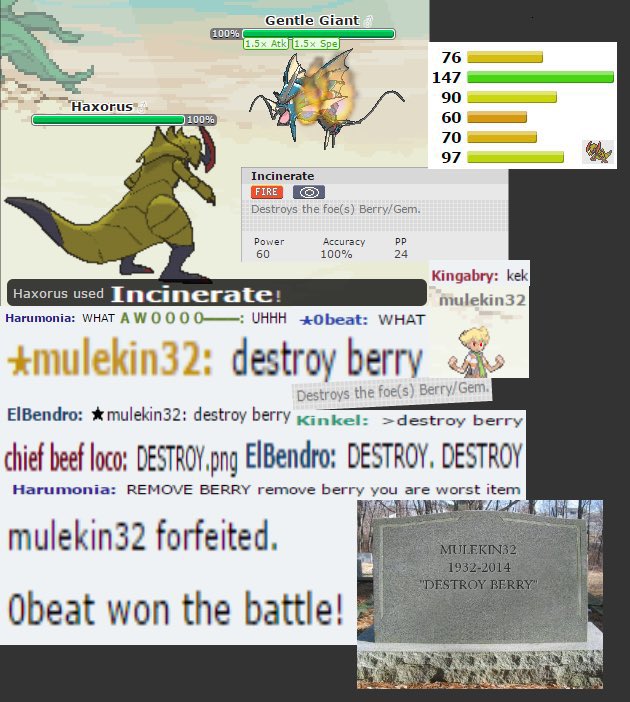 Gentle Giant ♂
100%
1.5× Atk 1.5× Spe
Haxorus ♂
100%
76
147
90
60
70
97
Incinerate
FIRE
Destroys the foe(s) Berry/Gem.
Power Accuracy PP
60 100% 24
Haxorus used Incinerate!
Kingabry: kek
mulekin32
Harumonia: WHAT AWOOOO——: UHHH ★0beat: WHAT
★mulekin32: destroy berry
Destroys the foe(s) Berry/Gem.
ElBendro: ★mulekin32: destroy berry
Kinkel: >destroy berry
chief beef loco: DESTROY.png ElBendro: DESTROY. DESTROY
Harumonia: REMOVE BERRY remove berry you are worst item
mulekin32 forfeited.
0beat won the battle!
MULEKIN32
1932-2014
"DESTROY BERRY"